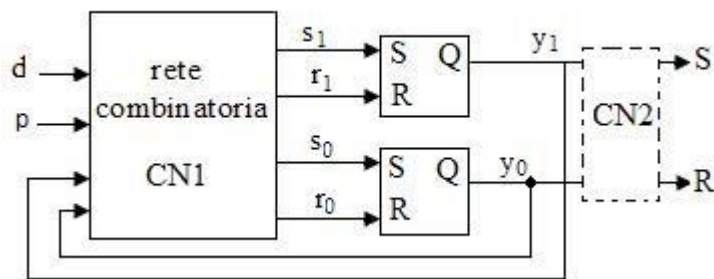 d
p
rete
combinatoria
CN1
s1
r1
s0
r0
S Q
R
S Q
R
y1
y0
CN2
S
R